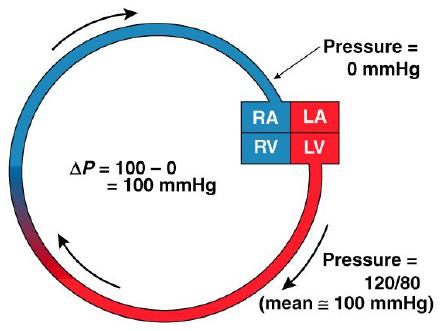 Pressure =
0 mmHg
RA LA
RV LV
ΔP = 100 – 0
= 100 mmHg
Pressure =
120/80
(mean ≅ 100 mmHg)